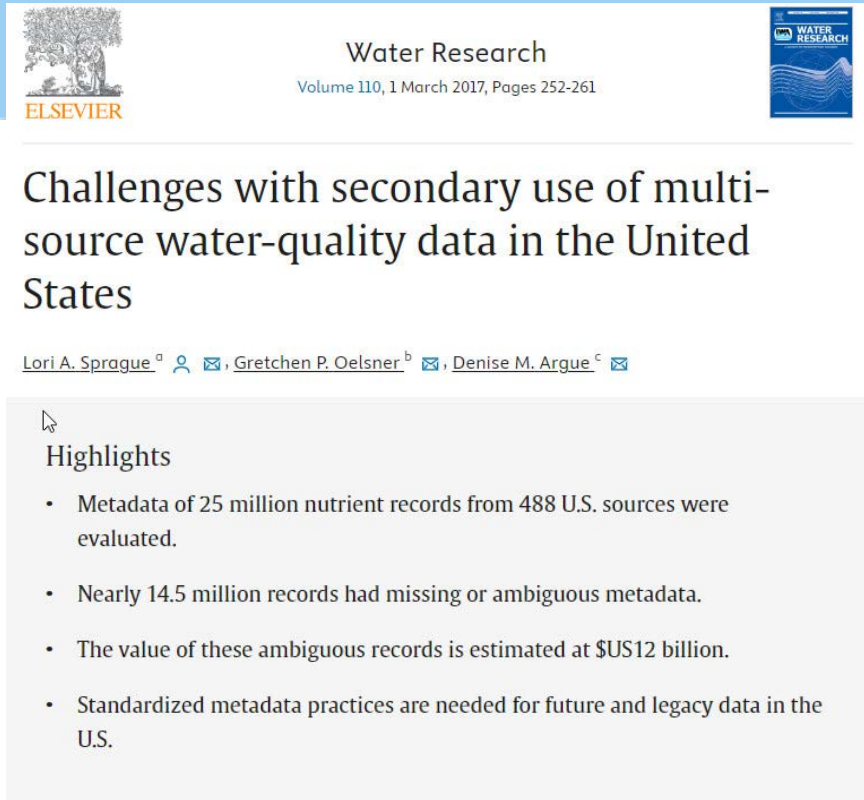 ELSEVIER
Water Research
Volume 110, 1 March 2017, Pages 252-261
WATER
RESEARCH
Challenges with secondary use of multi-
source water-quality data in the United
States
Lori A. Sprague a , Gretchen P. Oelsner b , Denise M. Argue c
Highlights
• Metadata of 25 million nutrient records from 488 U.S. sources were
evaluated.
• Nearly 14.5 million records had missing or ambiguous metadata.
• The value of these ambiguous records is estimated at $US12 billion.
• Standardized metadata practices are needed for future and legacy data in the
U.S.